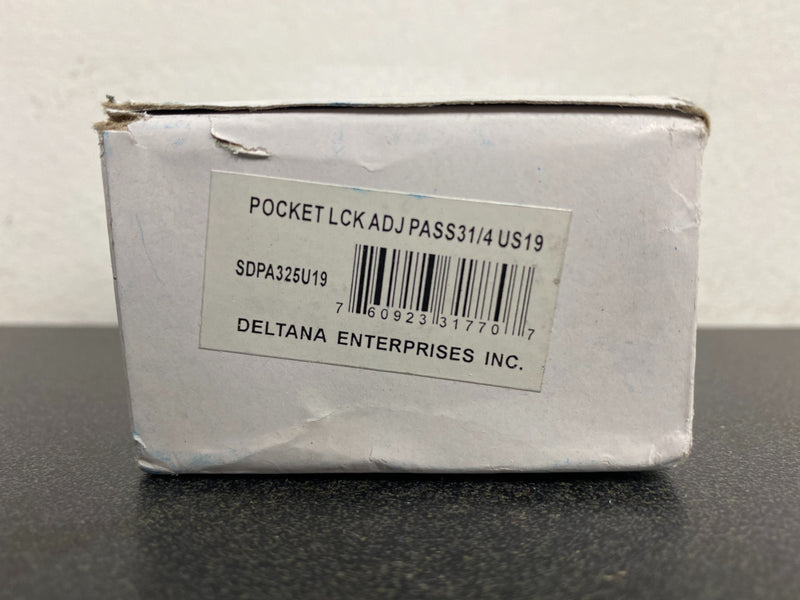 POCKET LCK ADJ PASS31/4 US19
SDPA325U19
7 60923 31770 7
DELTANA ENTERPRISES INC.